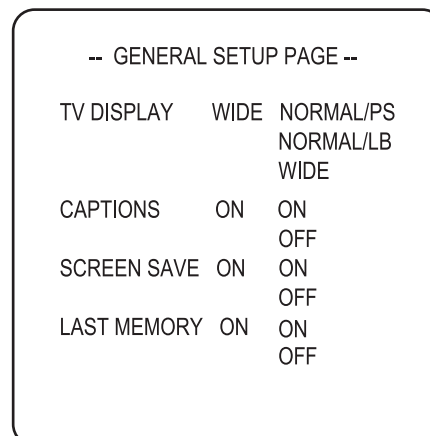 -- GENERAL SETUP PAGE --
TV DISPLAY WIDE NORMAL/PS
NORMAL/LB
WIDE
CAPTIONS ON ON
OFF
SCREEN SAVE ON ON
OFF
LAST MEMORY ON ON
OFF